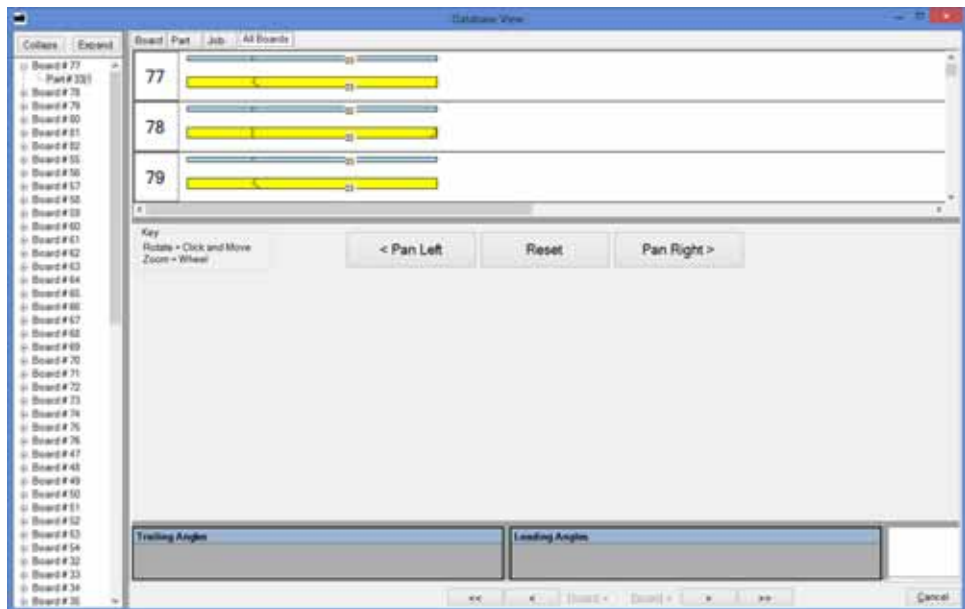 Database View
Collapse Expand
Board Part Job All Boards
Board # 77
Board # 78
Board # 79
Board # 80
Board # 81
Board # 82
Board # 55
Board # 56
Board # 57
Board # 58
Board # 59
Board # 60
Board # 61
Board # 62
Board # 63
Board # 64
Board # 65
Board # 66
Board # 67
Board # 68
Board # 69
Board # 70
Board # 71
Board # 72
Board # 73
Board # 74
Board # 75
Board # 76
Board # 47
Board # 48
Board # 49
Board # 50
Board # 51
Board # 52
Board # 53
Board # 54
Board # 32
Board # 33
Board # 34
Board # 35
77
78
79
Key
Rotate = Click and Move
Zoom = Wheel
< Pan Left Reset Pan Right >
Trailing Angles Leading Angles
<< < Board - Board + > >>
Cancel